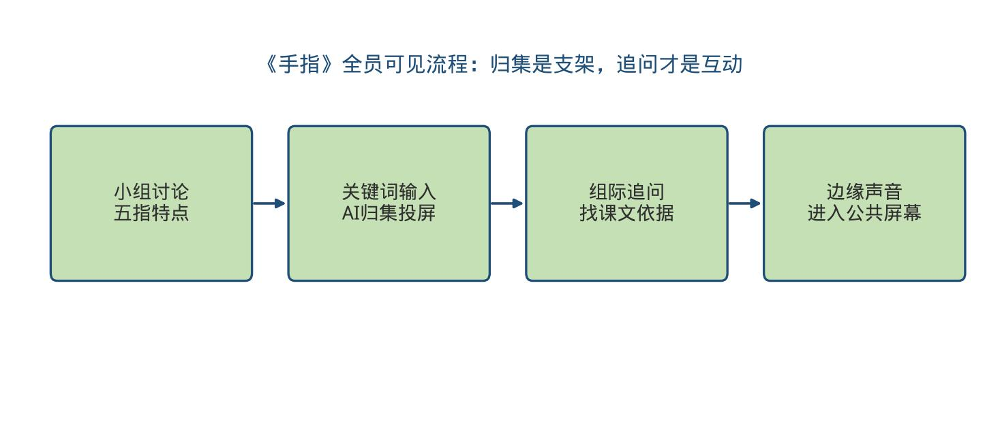 《手指》全员可见流程：归集是支架，追问才是互动
小组讨论
五指特点
关键词输入
AI归集投屏
组际追问
找课文依据
边缘声音
进入公共屏幕